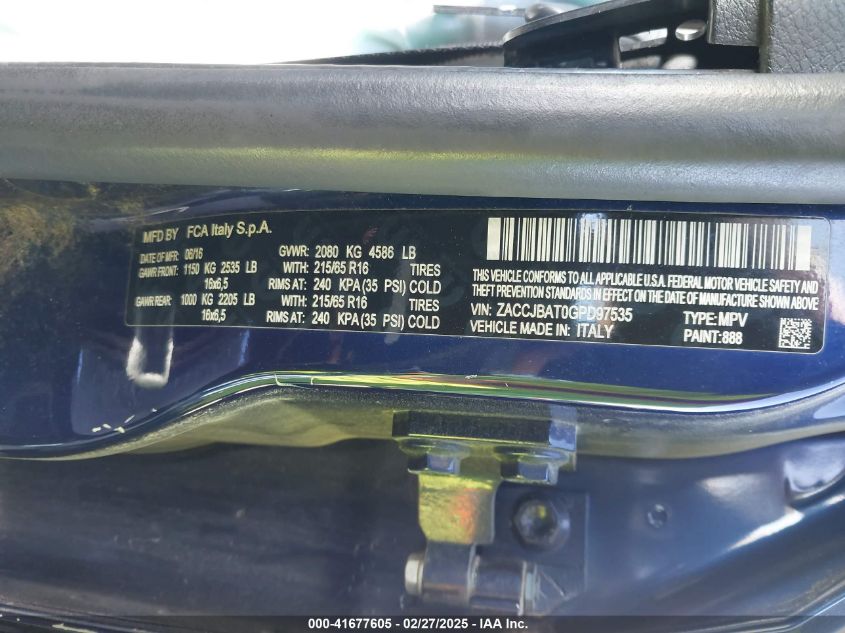 MFD BY FCA Italy S.p.A.
DATE OF MFR: 06/16 GVWR: 2080 KG 4586 LB
GAWR FRONT: 1150 KG 2535 LB WITH: 215/65 R16 TIRES
16x6,5 RIMS AT: 240 KPA (35 PSI) COLD
GAWR REAR: 1000 KG 2205 LB WITH: 215/65 R16 TIRES
16x6,5 RIMS AT: 240 KPA (35 PSI) COLD
THIS VEHICLE CONFORMS TO ALL APPLICABLE U.S.A. FEDERAL MOTOR VEHICLE SAFETY AND
THEFT PREVENTION STANDARDS IN EFFECT ON THE DATE OF MANUFACTURE SHOWN ABOVE
VIN: ZACCJBAT0GPD97535 TYPE: MPV
VEHICLE MADE IN: ITALY PAINT: 888
000-41677605 - 02/27/2025 - IAA Inc.